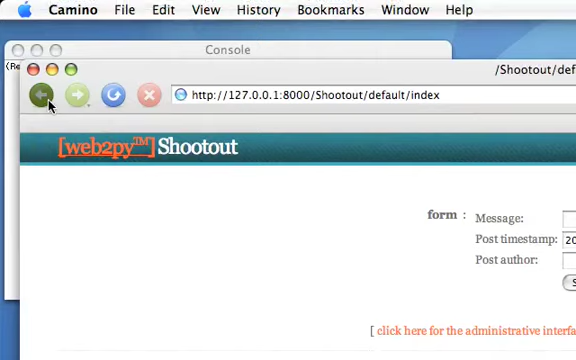 Camino File Edit View History Bookmarks Window Help
Console
/Shootout/def
http://127.0.0.1:8000/Shootout/default/index
[web2py™] Shootout
form : Message:
Post timestamp: 20
Post author:
[ click here for the administrative interfa